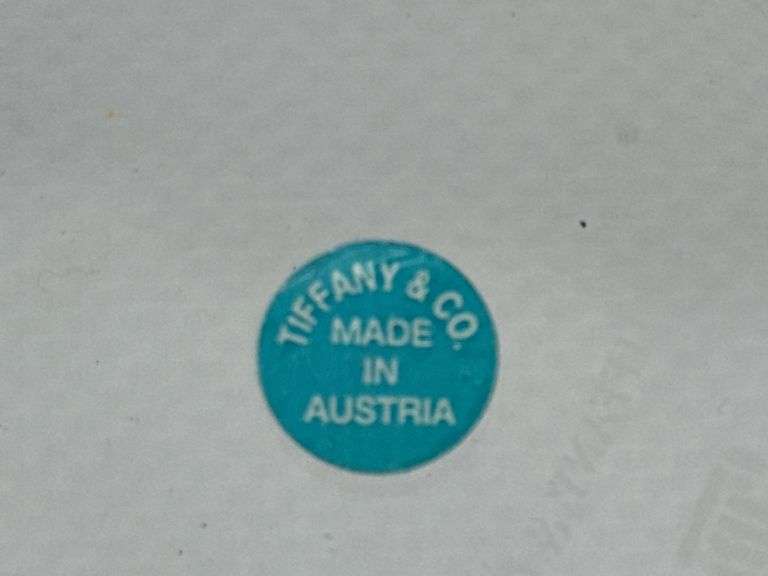 TIFFANY & CO.
MADE
IN
AUSTRIA